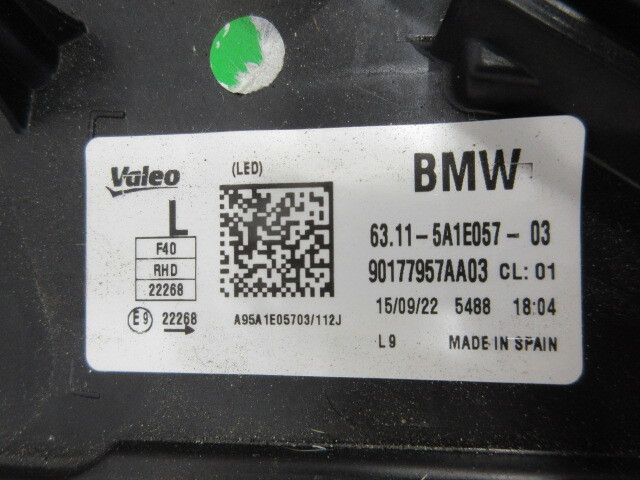 Valeo
(LED)
BMW
L
F40
RHD
22268
E9 22268
A95A1E05703/112J
63.11-5A1E057-03
90177957AA03 CL:01
15/09/22 5488 18:04
L9 MADE IN SPAIN